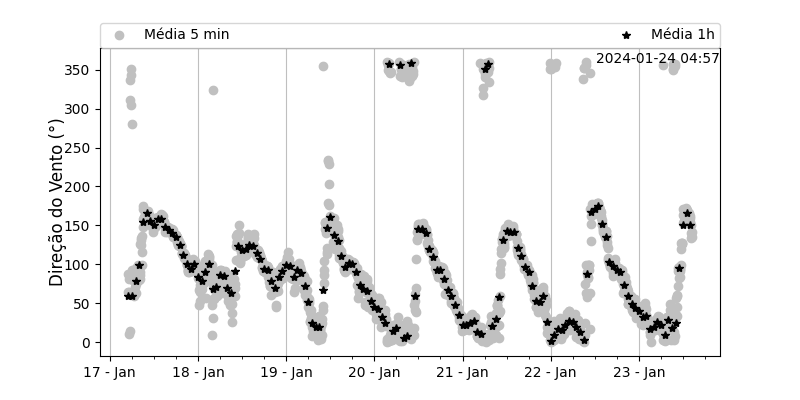 Média 5 min
Média 1h
2024-01-24 04:57
Direção do Vento (°)
350
300
250
200
150
100
50
0
17 - Jan
18 - Jan
19 - Jan
20 - Jan
21 - Jan
22 - Jan
23 - Jan